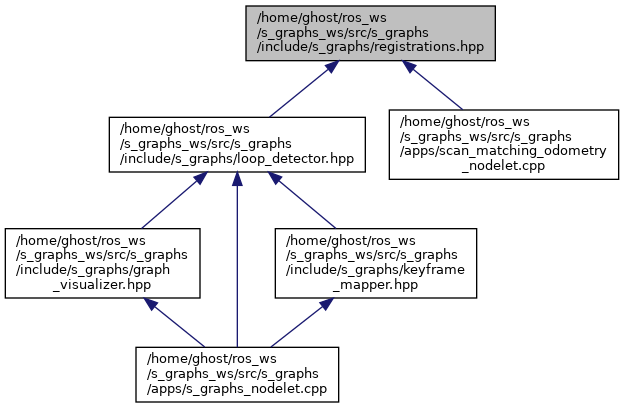 /home/ghost/ros_ws
/s_graphs_ws/src/s_graphs
/include/s_graphs/registrations.hpp
/home/ghost/ros_ws
/s_graphs_ws/src/s_graphs
/include/s_graphs/loop_detector.hpp
/home/ghost/ros_ws
/s_graphs_ws/src/s_graphs
/apps/scan_matching_odometry
_nodelet.cpp
/home/ghost/ros_ws
/s_graphs_ws/src/s_graphs
/include/s_graphs/graph
_visualizer.hpp
/home/ghost/ros_ws
/s_graphs_ws/src/s_graphs
/include/s_graphs/keyframe
_mapper.hpp
/home/ghost/ros_ws
/s_graphs_ws/src/s_graphs
/apps/s_graphs_nodelet.cpp